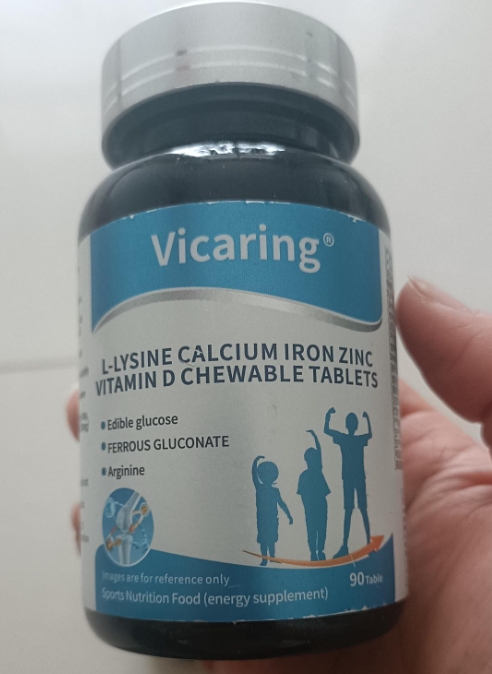 Vicaring®
L-LYSINE CALCIUM IRON ZINC
VITAMIN D CHEWABLE TABLETS
Edible glucose
FERROUS GLUCONATE
Arginine
Images are for reference only
Sports Nutrition Food (energy supplement)
90Table